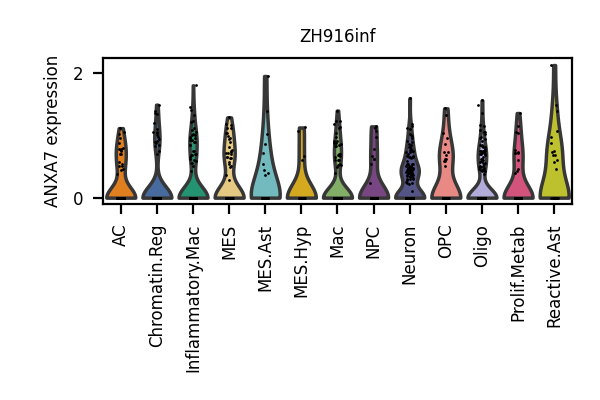 ZH916inf
ANXA7 expression
2
0
AC
Chromatin.Reg
Inflammatory.Mac
MES
MES.Ast
MES.Hyp
Mac
NPC
Neuron
OPC
Oligo
Prolif.Metab
Reactive.Ast